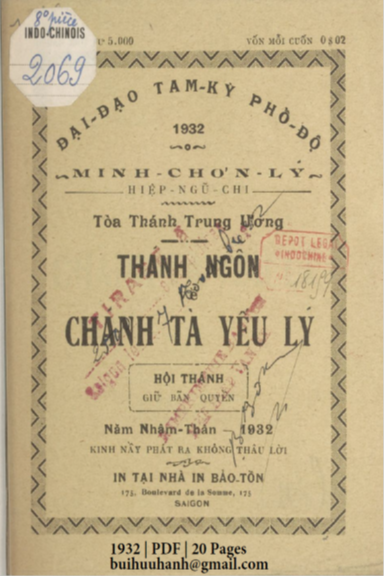 8º pièce
INDO-CHINOIS
2069
5.000
VỐN MỖI CUỐN 0$02
ĐẠI-ĐẠO TAM-KỲ PHỔ-ĐỘ
1932
MINH-CHƠN-LÝ
HIỆP-NGŨ-CHI
Tòa Thánh Trung Ương
DEPOT LEGAL
INDOCHINE
THÁNH NGÔN
CHÁNH TÀ YẾU LÝ
HỘI THÁNH
GIỮ BẢN QUYỀN
Năm Nhâm-Thân 1932
KINH NẦY PHÁT RA KHÔNG THÂU LỜI
IN TẠI NHÀ IN BẢO-TỒN
175, Boulevard de la Somme, 175
SAIGON
1932 | PDF | 20 Pages
buihuuhanh@gmail.com